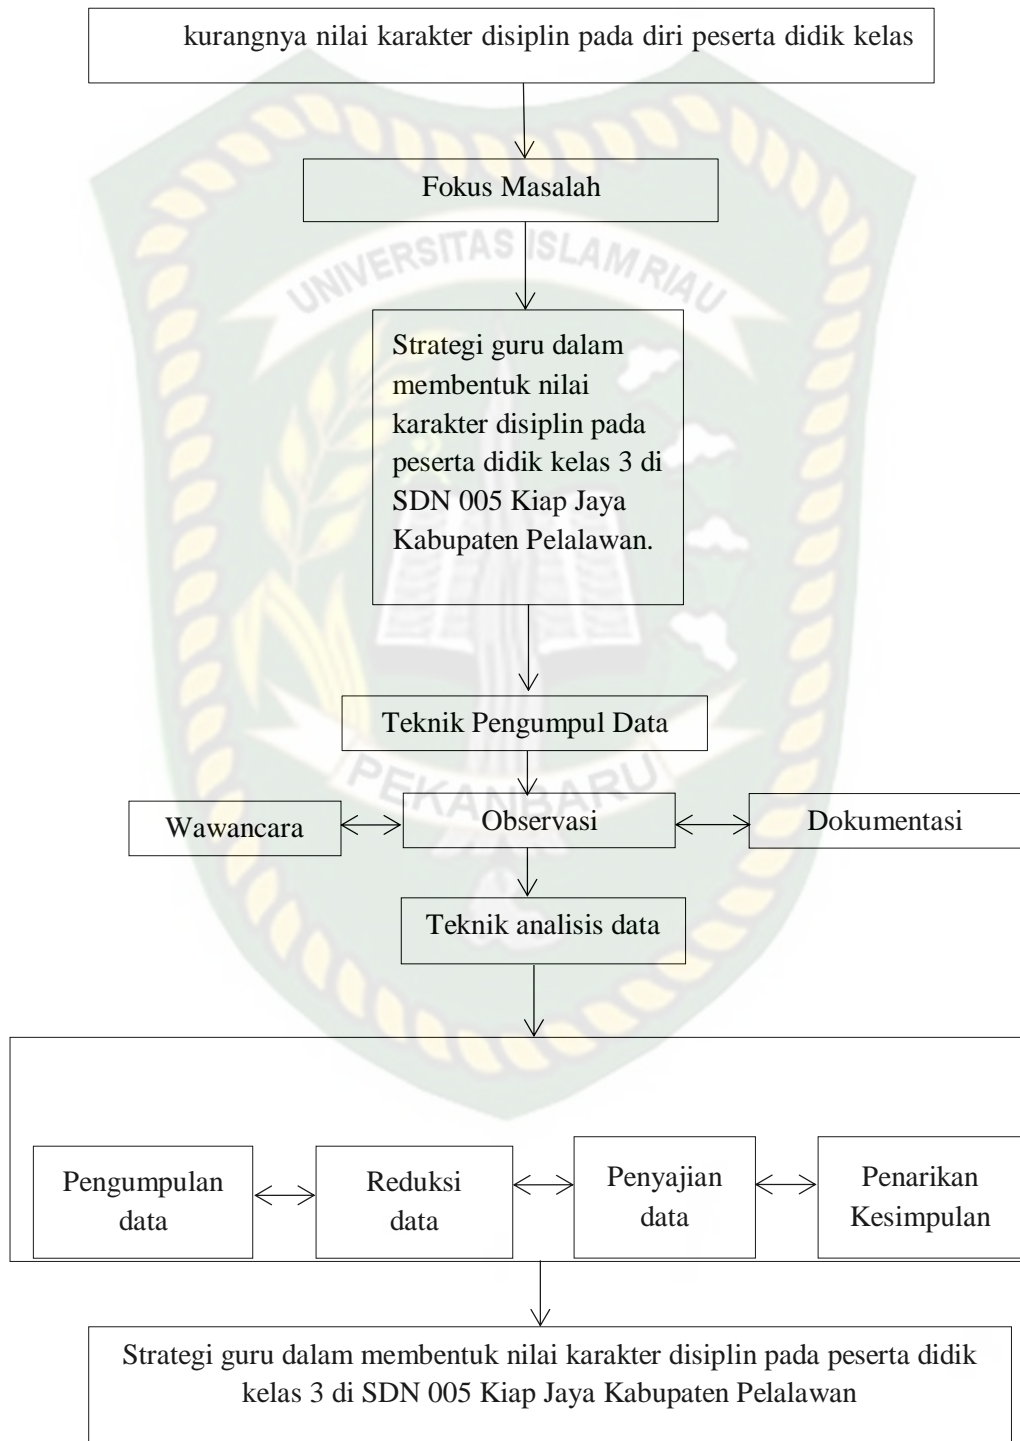 kurangnya nilai karakter disiplin pada diri peserta didik kelas
Fokus Masalah
UNIVERSITAS ISLAM RIAU
Strategi guru dalam
membentuk nilai
karakter disiplin pada
peserta didik kelas 3 di
SDN 005 Kiap Jaya
Kabupaten Pelalawan.
Teknik Pengumpul Data
PEKANBARU
Wawancara
Observasi
Dokumentasi
Teknik analisis data
Pengumpulan
data
Reduksi
data
Penyajian
data
Penarikan
Kesimpulan
Strategi guru dalam membentuk nilai karakter disiplin pada peserta didik
kelas 3 di SDN 005 Kiap Jaya Kabupaten Pelalawan